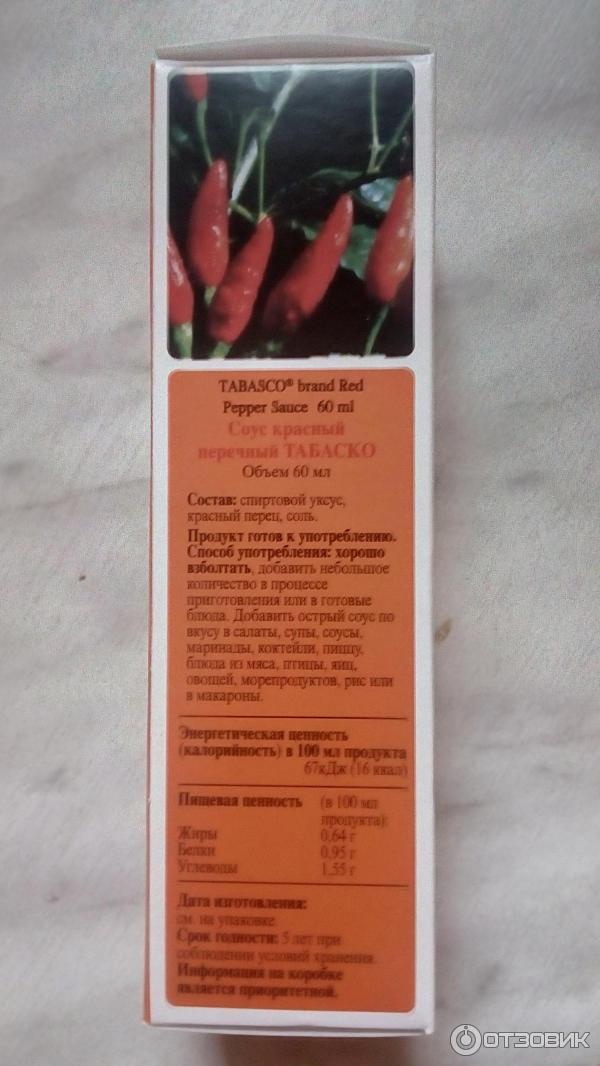 TABASCO® brand Red
Pepper Sauce 60 ml
Соус красный
перечный ТАБАСКО
Объем 60 мл
Состав: спиртовой уксус,
красный перец, соль.
Продукт готов к употреблению.
Способ употребления: хорошо
взболтать, добавить небольшое
количество в процессе
приготовления или в готовые
блюда. Добавить острый соус по
вкусу в салаты, супы, соусы,
маринады, коктейли, пиццу,
блюда из мяса, птицы, яиц,
овощей, морепродуктов, рис или
в макароны.
Энергетическая ценность
(калорийность) в 100 мл продукта
67кДж (16 ккал)
Пищевая ценность (в 100 мл
продукта):
Жиры 0,64 г
Белки 0,95 г
Углеводы 1,55 г
Дата изготовления:
см. на упаковке.
Срок годности: 5 лет при
соблюдении условий хранения.
Информация на коробке
является приоритетной.
ОТЗОВИК